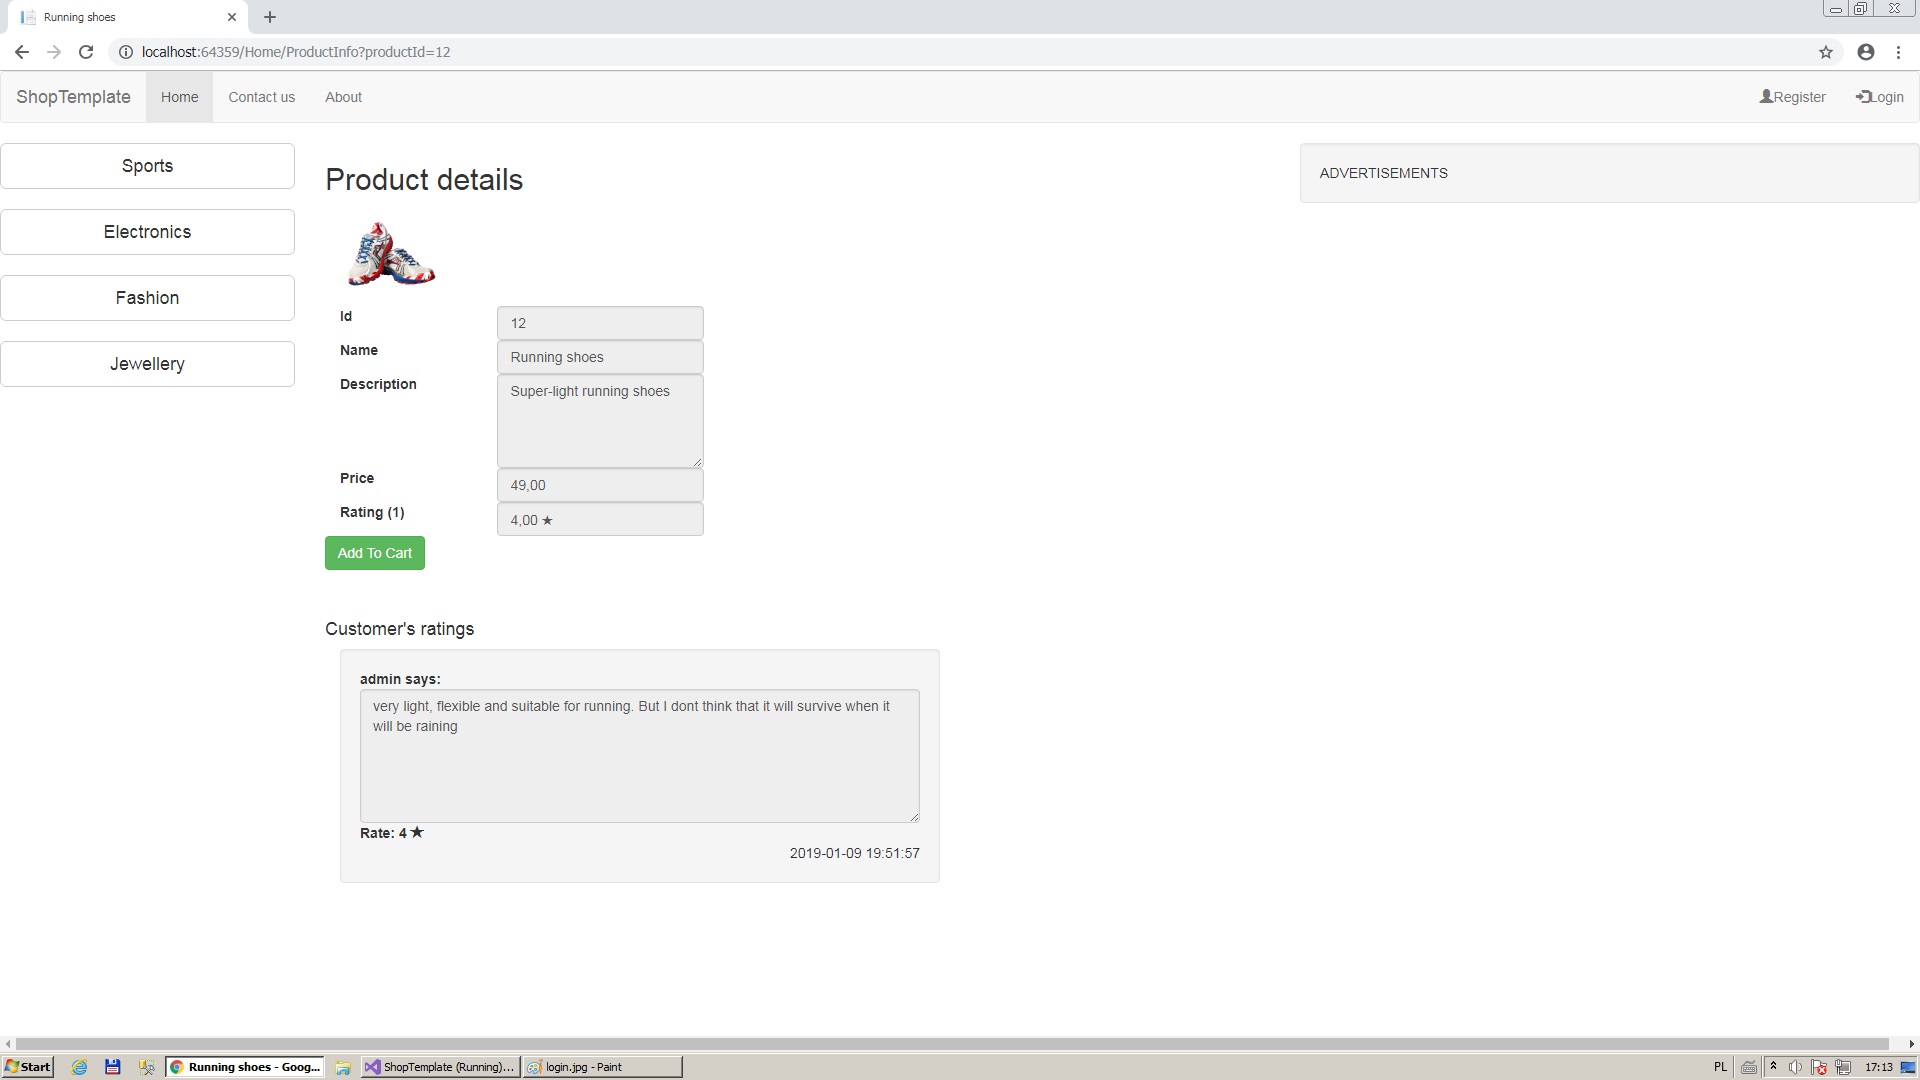 Running shoes
localhost:64359/Home/ProductInfo?productId=12
ShopTemplate Home Contact us About Register Login
Sports
Electronics
Fashion
Jewellery
Product details
Id 12
Name Running shoes
Description Super-light running shoes
Price 49,00
Rating (1) 4,00 ★
Add To Cart
Customer's ratings
admin says:
very light, flexible and suitable for running. But I dont think that it will survive when it
will be raining
Rate: 4 ★
2019-01-09 19:51:57
ADVERTISEMENTS
Start Running shoes - Goog... ShopTemplate (Running)... login.jpg - Paint PL 17:13